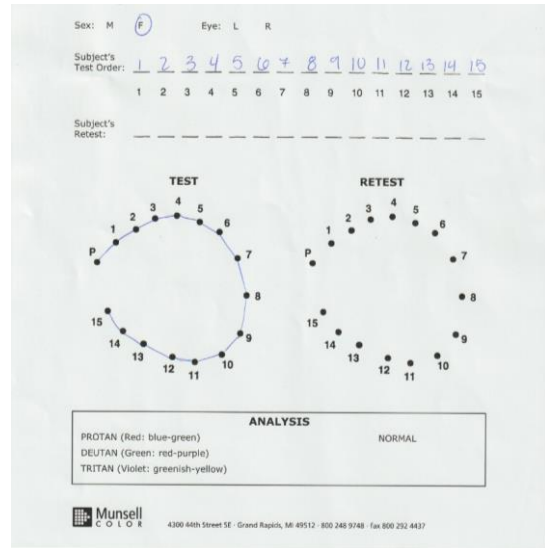 Sex: M F Eye: L R
Subject's
Test Order: 1 2 3 4 5 6 7 8 9 10 11 12 13 14 15
1 2 3 4 5 6 7 8 9 10 11 12 13 14 15
Subject's
Retest:
TEST
P 1 2 3 4 5 6 7 8 9 10 11 12 13 14 15
RETEST
P 1 2 3 4 5 6 7 8 9 10 11 12 13 14 15
ANALYSIS
PROTAN (Red: blue-green) NORMAL
DEUTAN (Green: red-purple)
TRITAN (Violet: greenish-yellow)
Munsell
COLOR
4300 44th Street SE - Grand Rapids, MI 49512 - 800 248 9748 - fax 800 292 4437